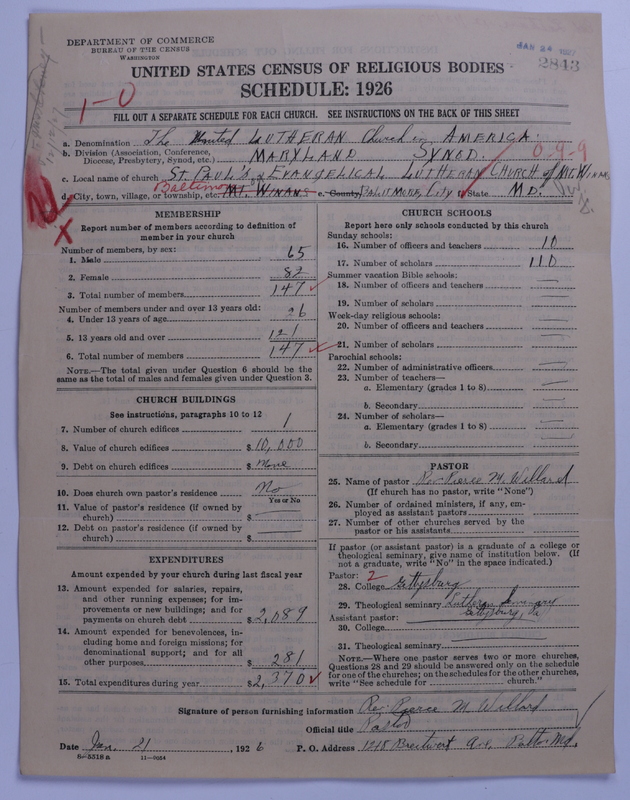 DEPARTMENT OF COMMERCE
BUREAU OF THE CENSUS
WASHINGTON
JAN 24 1927
2843
UNITED STATES CENSUS OF RELIGIOUS BODIES
SCHEDULE: 1926
1-0
FILL OUT A SEPARATE SCHEDULE FOR EACH CHURCH. SEE INSTRUCTIONS ON THE BACK OF THIS SHEET
a. Denomination The United LUTHERAN Church in AMERICA.
b. Division (Association, Conference, Diocese, Presbytery, Synod, etc.) MARYLAND SYNOD. 0-9-9
c. Local name of church ST. PAUL'S EVANGELICAL LUTHERAN CHURCH of MT. WINANS
d. City, town, village, or township, etc. Baltimore MT. WINANS e. County BALTIMORE City State MD.
MEMBERSHIP
Report number of members according to definition of member in your church
Number of members, by sex:
1. Male 65
2. Female 82
3. Total number of members 147
Number of members under and over 13 years old:
4. Under 13 years of age 26
5. 13 years old and over 121
6. Total number of members 147
NOTE.—The total given under Question 6 should be the same as the total of males and females given under Question 3.
CHURCH BUILDINGS
See instructions, paragraphs 10 to 12
7. Number of church edifices 1
8. Value of church edifices $ 10,000
9. Debt on church edifices $ None
10. Does church own pastor's residence No
Yes or No
11. Value of pastor's residence (if owned by church) $
12. Debt on pastor's residence (if owned by church) $
EXPENDITURES
Amount expended by your church during last fiscal year
13. Amount expended for salaries, repairs, and other running expenses; for improvements or new buildings; and for payments on church debt $ 2,089
14. Amount expended for benevolences, including home and foreign missions; for denominational support; and for all other purposes $ 281
15. Total expenditures during year $ 2,370
CHURCH SCHOOLS
Report here only schools conducted by this church
Sunday schools:
16. Number of officers and teachers 10
17. Number of scholars 110
Summer vacation Bible schools:
18. Number of officers and teachers
19. Number of scholars
Week-day religious schools:
20. Number of officers and teachers
21. Number of scholars
Parochial schools:
22. Number of administrative officers
23. Number of teachers—
a. Elementary (grades 1 to 8)
b. Secondary
24. Number of scholars—
a. Elementary (grades 1 to 8)
b. Secondary
PASTOR
25. Name of pastor Rev. Pierce M. Willard
(If church has no pastor, write "None")
26. Number of ordained ministers, if any, employed as assistant pastors
27. Number of other churches served by the pastor or his assistants
If pastor (or assistant pastor) is a graduate of a college or theological seminary, give name of institution below. (If not a graduate, write "No" in the space indicated.)
Pastor: 2
28. College Gettysburg
29. Theological seminary Lutheran Seminary
Gettysburg, Pa
Assistant pastor:
30. College
31. Theological seminary
NOTE.—Where one pastor serves two or more churches, Questions 28 and 29 should be answered only on the schedule for one of the churches; on the schedules for the other churches, write "See schedule for church."
Signature of person furnishing information Rev. Pierce M. Willard
Official title Pastor
Date Jan. 21, 1926 P. O. Address 1218 Breitwert Ave, Balto Md.
8-5518 a 11-9054